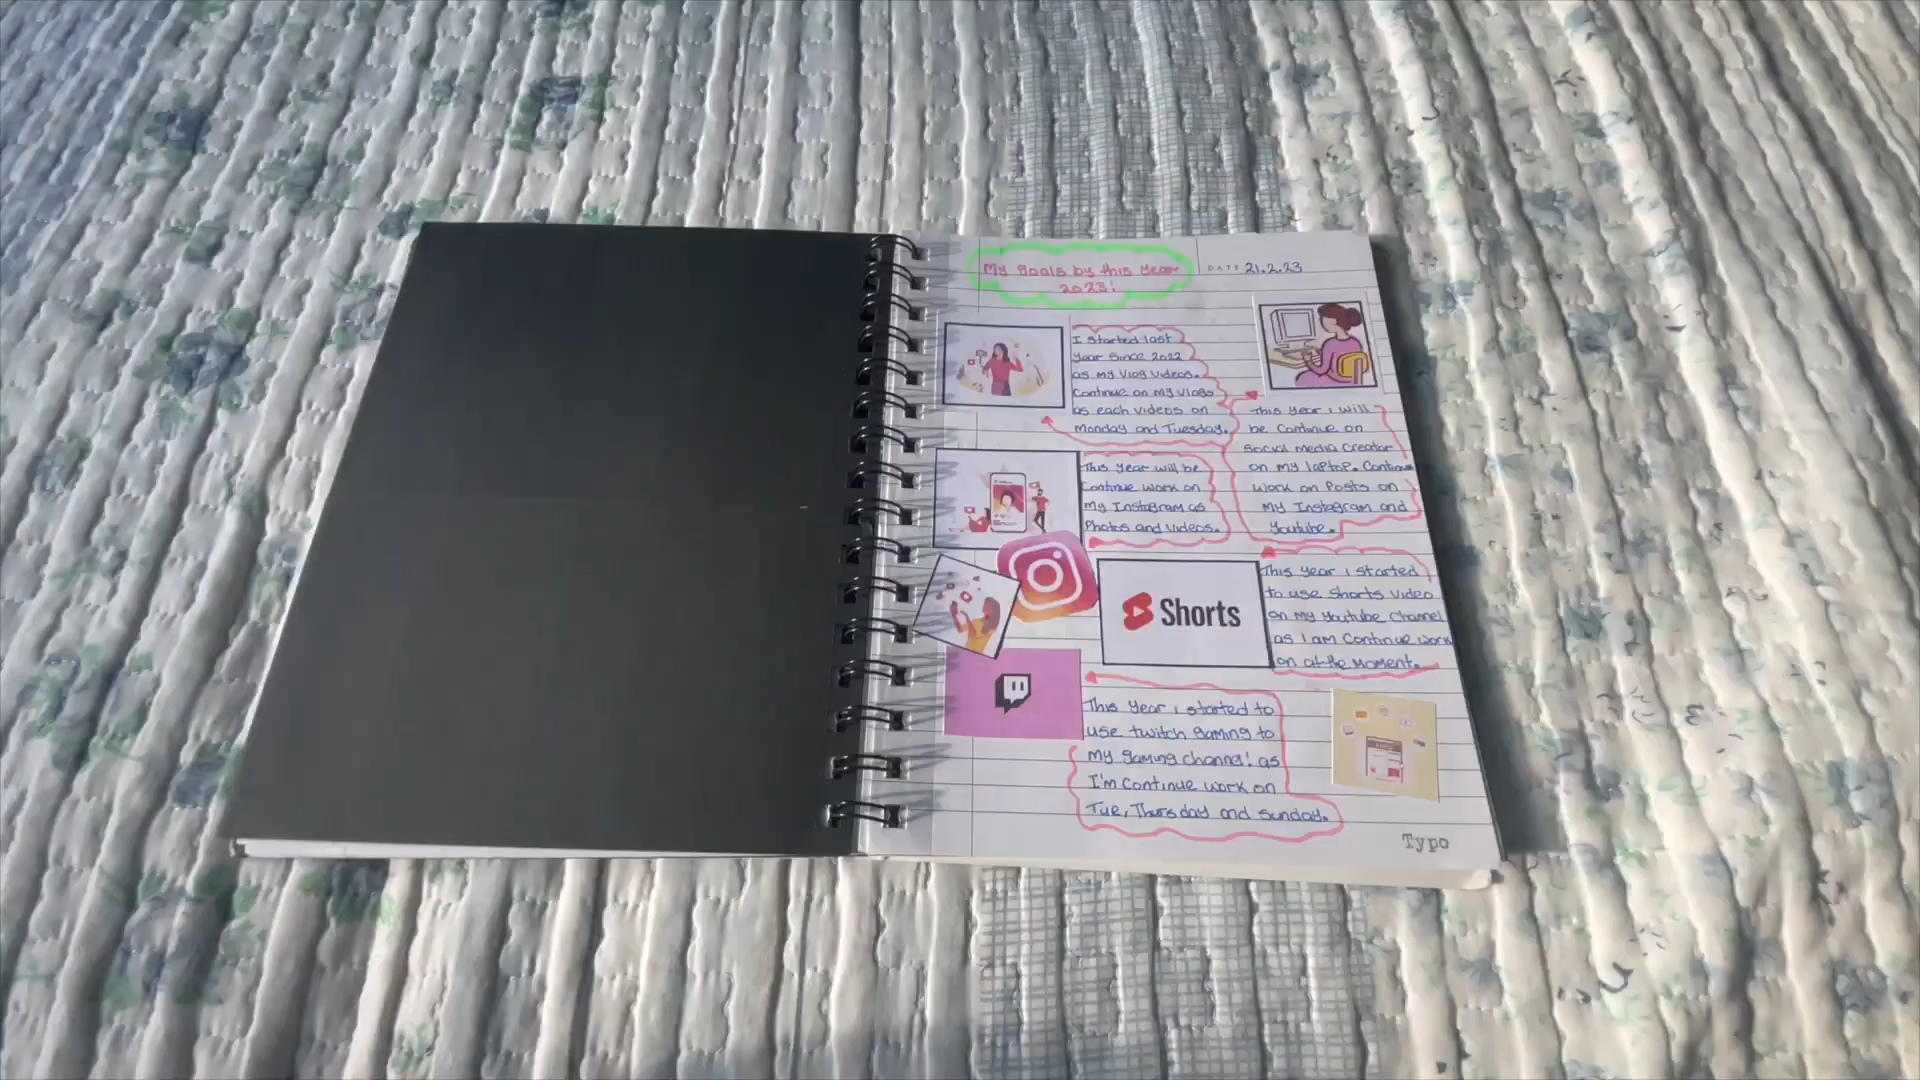 My goals by this year
2023!
DATE 21.2.23
I started last
Year Since 2022
as my Vlog Videos.
Continue on my Vlogs
as each videos on
Monday and Tuesday.
This Year I will
be Continue on
Social media Creator
on my laptop. Continue
work on Posts on
my Instagram and
Youtube.
This Year will be
Continue work on
my Instagram as
Photos and Videos.
Shorts
This Year I started
to use Shorts Video
on my Youtube Channel
as I am Continue work
on at the moment.
This Year I started to
use twitch gaming to
my gaming channel! as
I'm Continue work on
Tue, Thursday and Sunday.
Typo